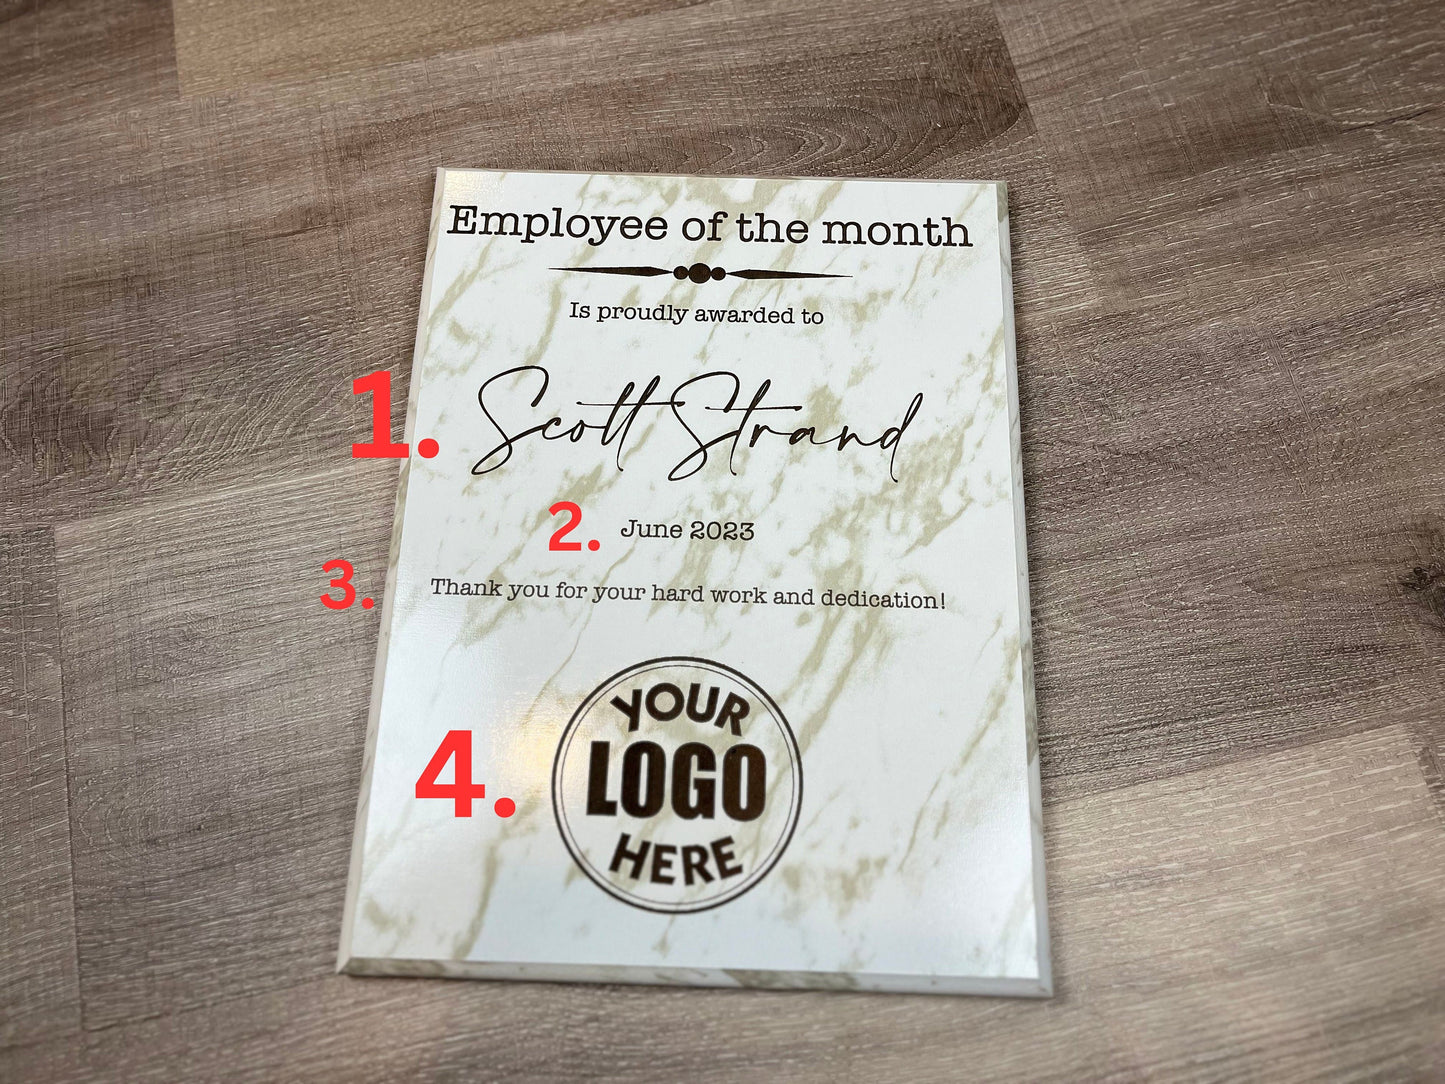 Employee of the month
Is proudly awarded to
1. Scott Strand
2. June 2023
3. Thank you for your hard work and dedication!
4.
YOUR
LOGO
HERE